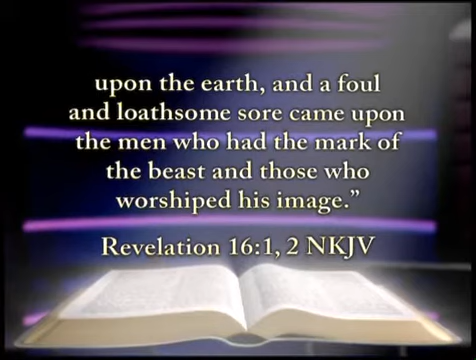 upon the earth, and a foul
and loathsome sore came upon
the men who had the mark of
the beast and those who
worshiped his image.”
Revelation 16:1, 2 NKJV